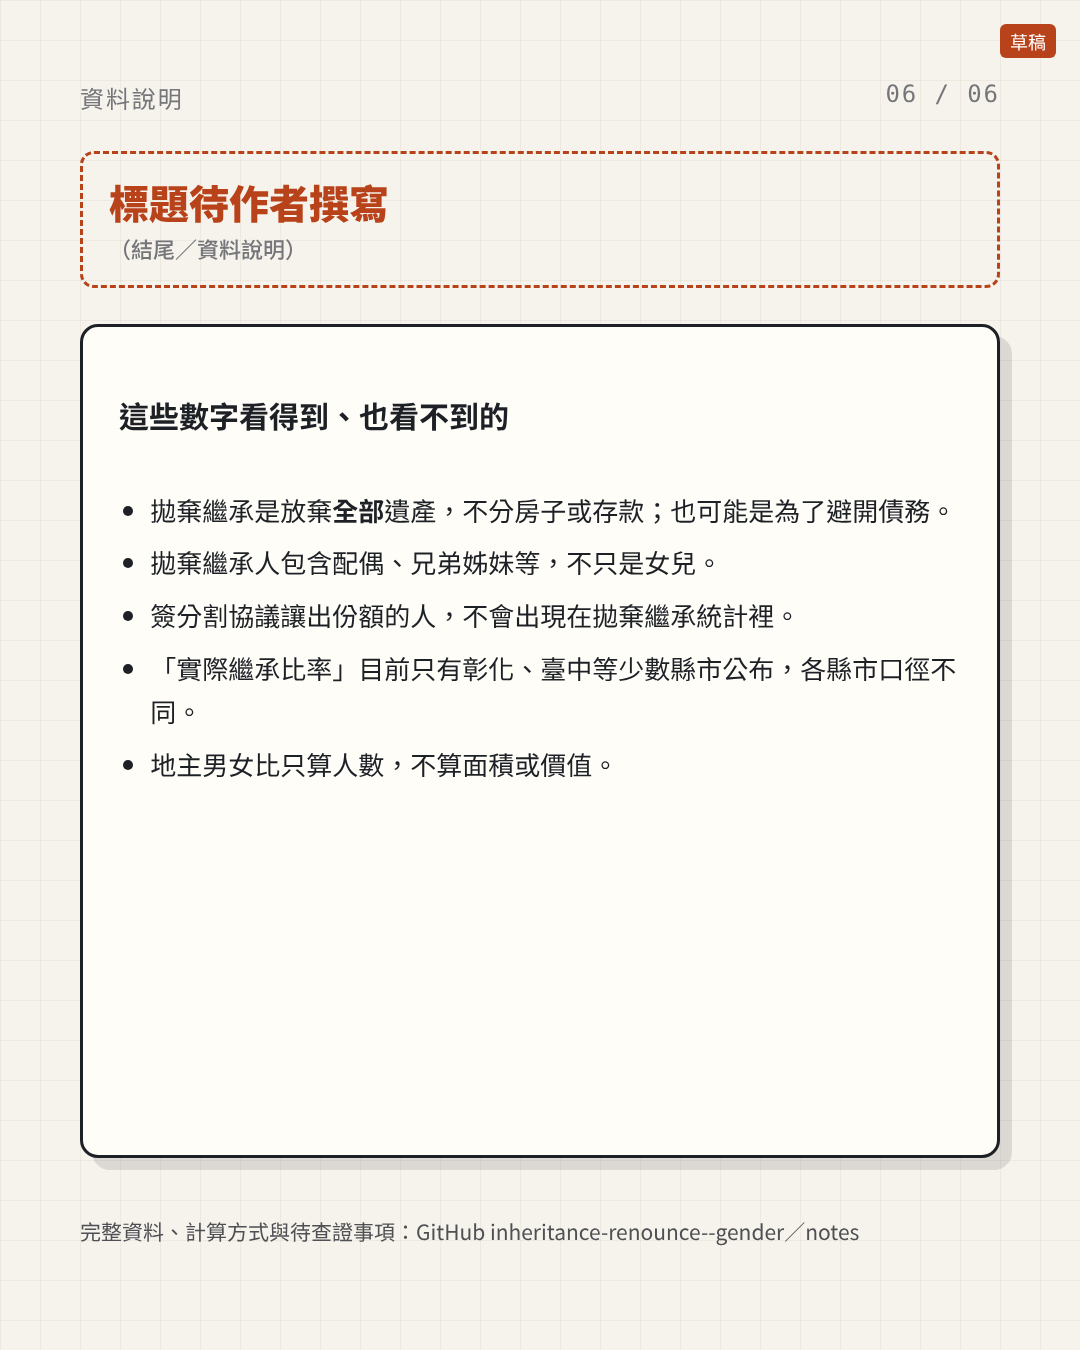 草稿
資料說明
06 / 06
標題待作者撰寫
（結尾／資料說明）
這些數字看得到、也看不到的
• 拋棄繼承是放棄全部遺產，不分房子或存款；也可能是為了避開債務。
• 拋棄繼承人包含配偶、兄弟姊妹等，不只是女兒。
• 簽分割協議讓出份額的人，不會出現在拋棄繼承統計裡。
• 「實際繼承比率」目前只有彰化、臺中等少數縣市公布，各縣市口徑不
同。
• 地主男女比只算人數，不算面積或價值。
完整資料、計算方式與待查證事項：GitHub inheritance-renounce--gender／notes